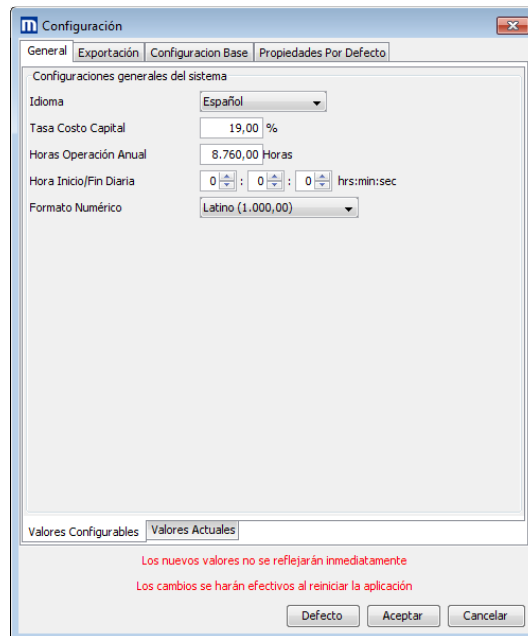 m Configuración
General Exportación Configuracion Base Propiedades Por Defecto
Configuraciones generales del sistema
Idioma Español
Tasa Costo Capital 19,00 %
Horas Operación Anual 8.760,00 Horas
Hora Inicio/Fin Diaria 0 : 0 : 0 hrs:min:sec
Formato Numérico Latino (1.000,00)
Valores Configurables Valores Actuales
Los nuevos valores no se reflejarán inmediatamente
Los cambios se harán efectivos al reiniciar la aplicación
Defecto Aceptar Cancelar